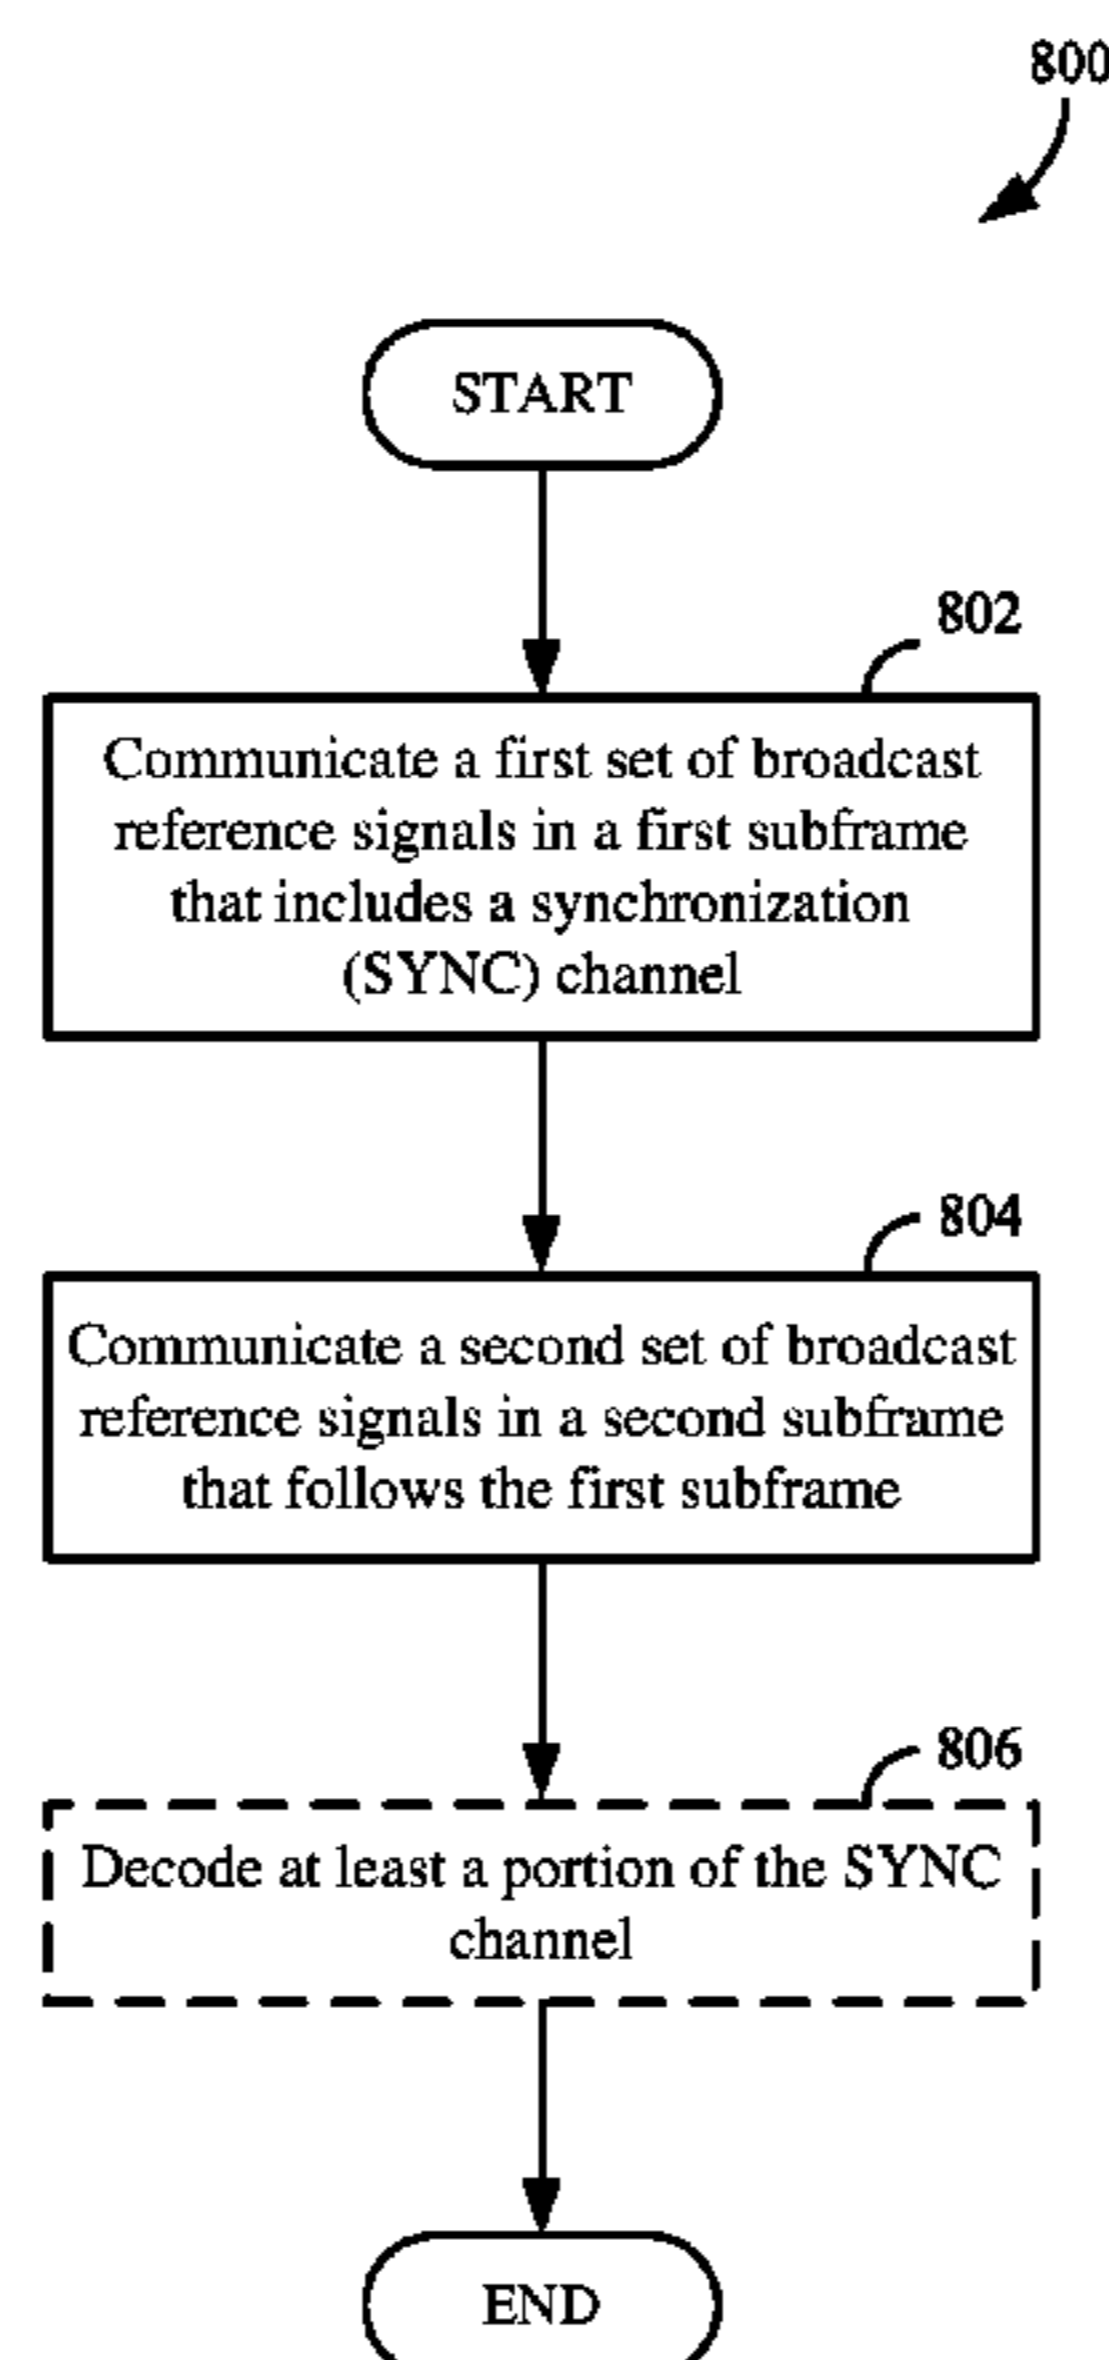 800
START
802
Communicate a first set of broadcast
reference signals in a first subframe
that includes a synchronization
(SYNC) channel
804
Communicate a second set of broadcast
reference signals in a second subframe
that follows the first subframe
806
Decode at least a portion of the SYNC
channel
END